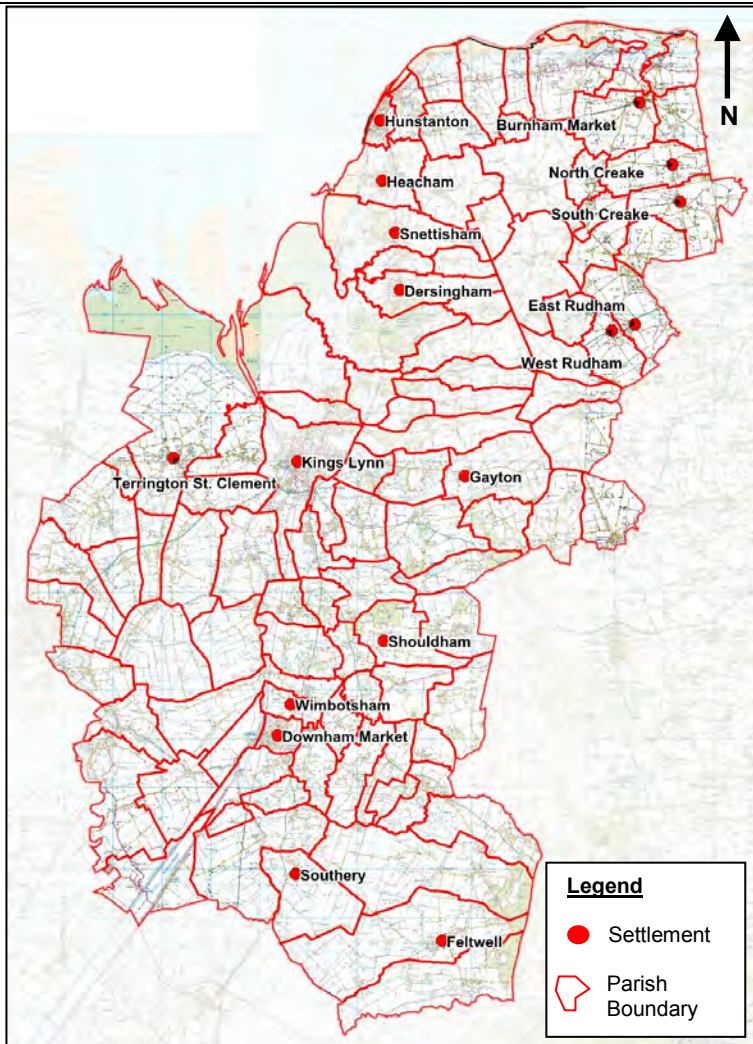 N
Hunstanton
Burnham Market
Heacham
North Creake
South Creake
Snettisham
Dersingham
East Rudham
West Rudham
Kings Lynn
Terrington St. Clement
Gayton
Shouldham
Wimbotsham
Downham Market
Southery
Feltwell
Legend
Settlement
Parish
Boundary